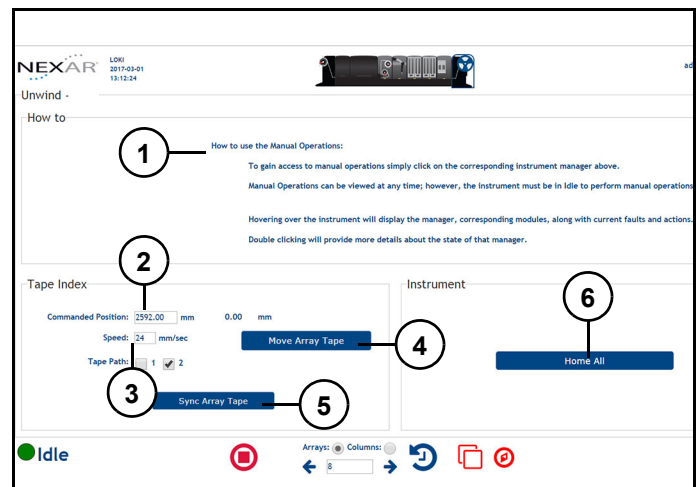 NEXAR
LOKI
2017-03-01
13:12:24
ad
Unwind -
How to
1
How to use the Manual Operations:
To gain access to manual operations simply click on the corresponding instrument manager above.
Manual Operations can be viewed at any time; however, the instrument must be in Idle to perform manual operations
Hovering over the instrument will display the manager, corresponding modules, along with current faults and actions.
Double clicking will provide more details about the state of that manager.
2
Tape Index
Commanded Position: 2592.00 mm 0.00 mm
Speed: 24 mm/sec
Move Array Tape
4
Tape Path: 1 2
3
Sync Array Tape
5
Instrument
6
Home All
Idle
Arrays: Columns:
8